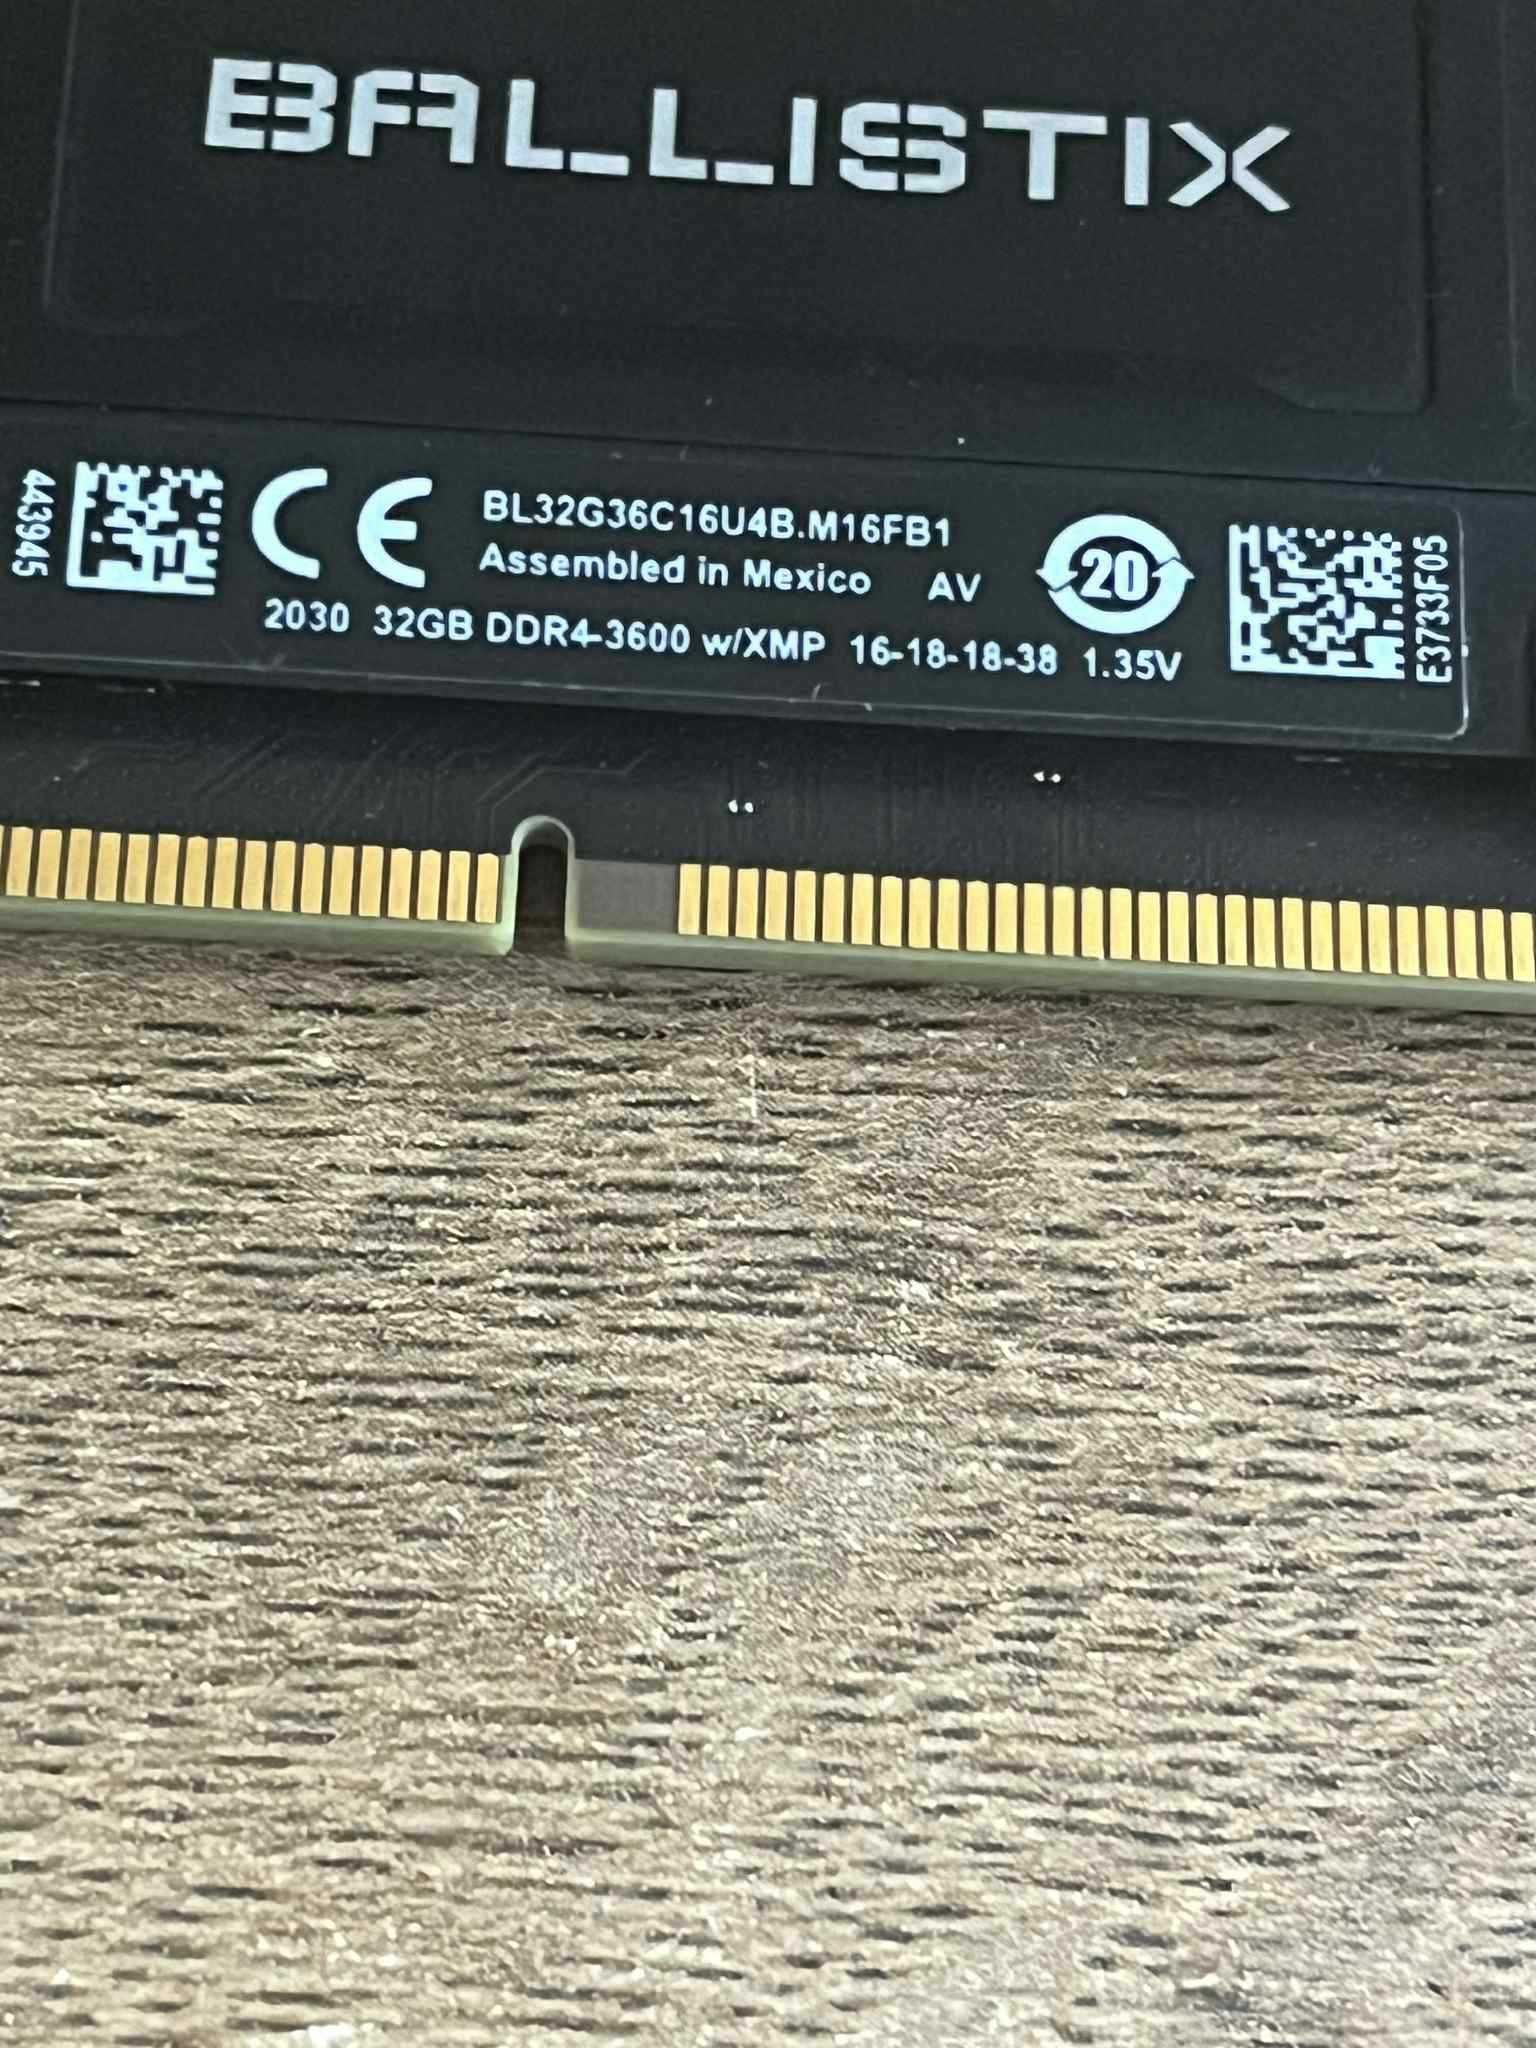 BALLISTIX
443945
BL32G36C16U4B.M16FB1
Assembled in Mexico AV
20
2030 32GB DDR4-3600 w/XMP 16-18-18-38 1.35V
E3733F05